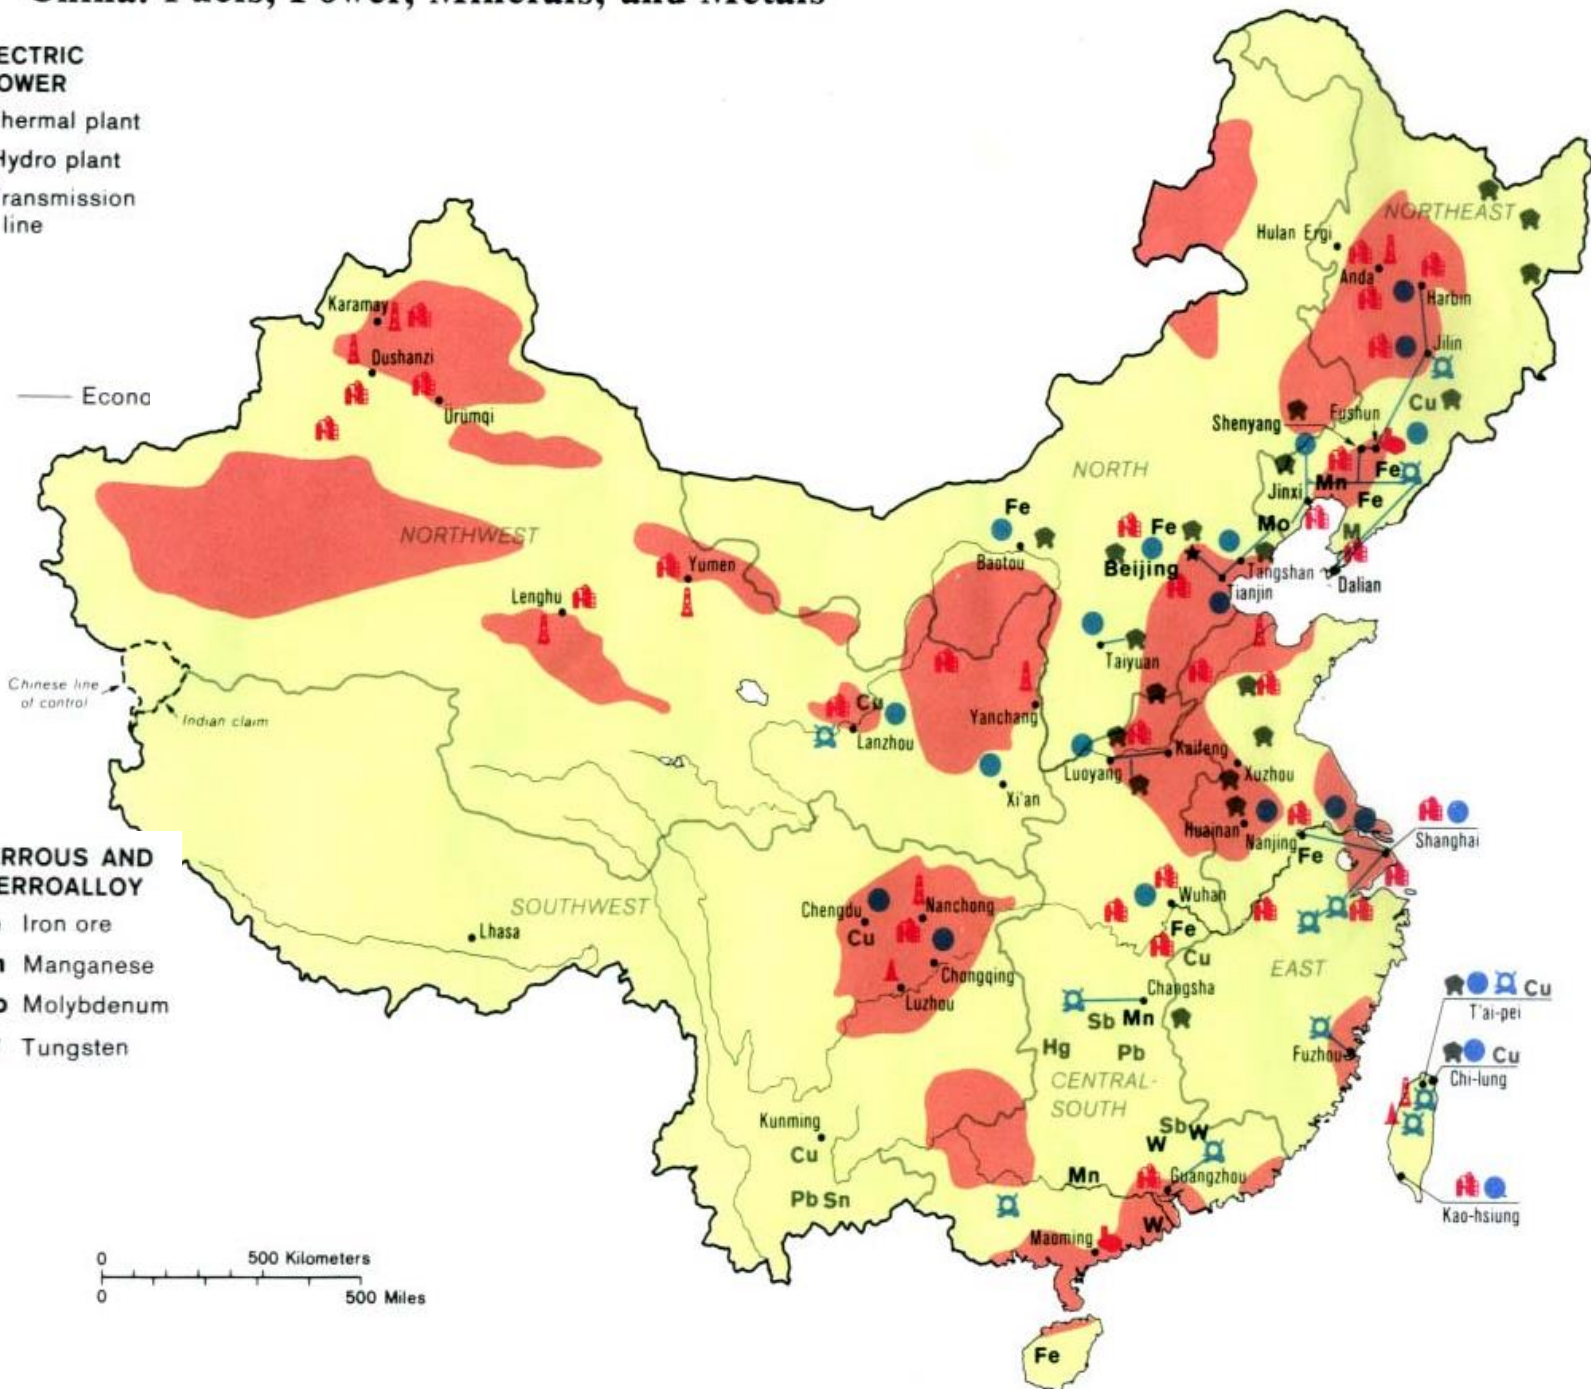 China: Fuels, Power, Minerals, and Metals
ECTRIC
OWER
hermal plant
Hydro plant
ransmission
line
Econo
RROUS AND
ERROALLOY
Iron ore
Manganese
Molybdenum
Tungsten
0 500 Kilometers
0 500 Miles
NORTHEAST
Hulan Ergi
Anda
Harbin
Jilin
Cu
Fushun
Shenyang
Fe
Mn
Fe
Jinxi
Mo
M
Dalian
Karamay
Dushanzi
Ürümqi
NORTH
Fe
Baotou
Fe
Beijing
Tangshan
Tianjin
NORTHWEST
Yumen
Lenghu
Taiyuan
Chinese line
of control
Indian claim
Cu
Lanzhou
Yanchang
Xi'an
Luoyang
Kaifeng
Xuzhou
Huainan
Nanjing
Fe
Shanghai
SOUTHWEST
Lhasa
Chengdu
Cu
Nanchong
Chongqing
Luzhou
Wuhan
Fe
Cu
Changsha
Sb Mn
Hg Pb
CENTRAL-
SOUTH
EAST
Fuzhou
Cu
T'ai-pei
Cu
Chi-lung
Kao-hsiung
Kunming
Cu
Pb Sn
Sb W
W
Mn
Guangzhou
W
Maoming
Fe